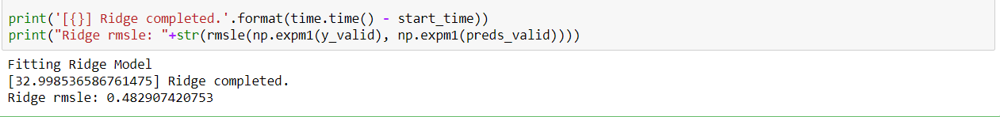 print('[{}] Ridge completed.'.format(time.time() - start_time))
print("Ridge rmsle: "+str(rmsle(np.expm1(y_valid), np.expm1(preds_valid))))
Fitting Ridge Model
[32.998536586761475] Ridge completed.
Ridge rmsle: 0.482907420753